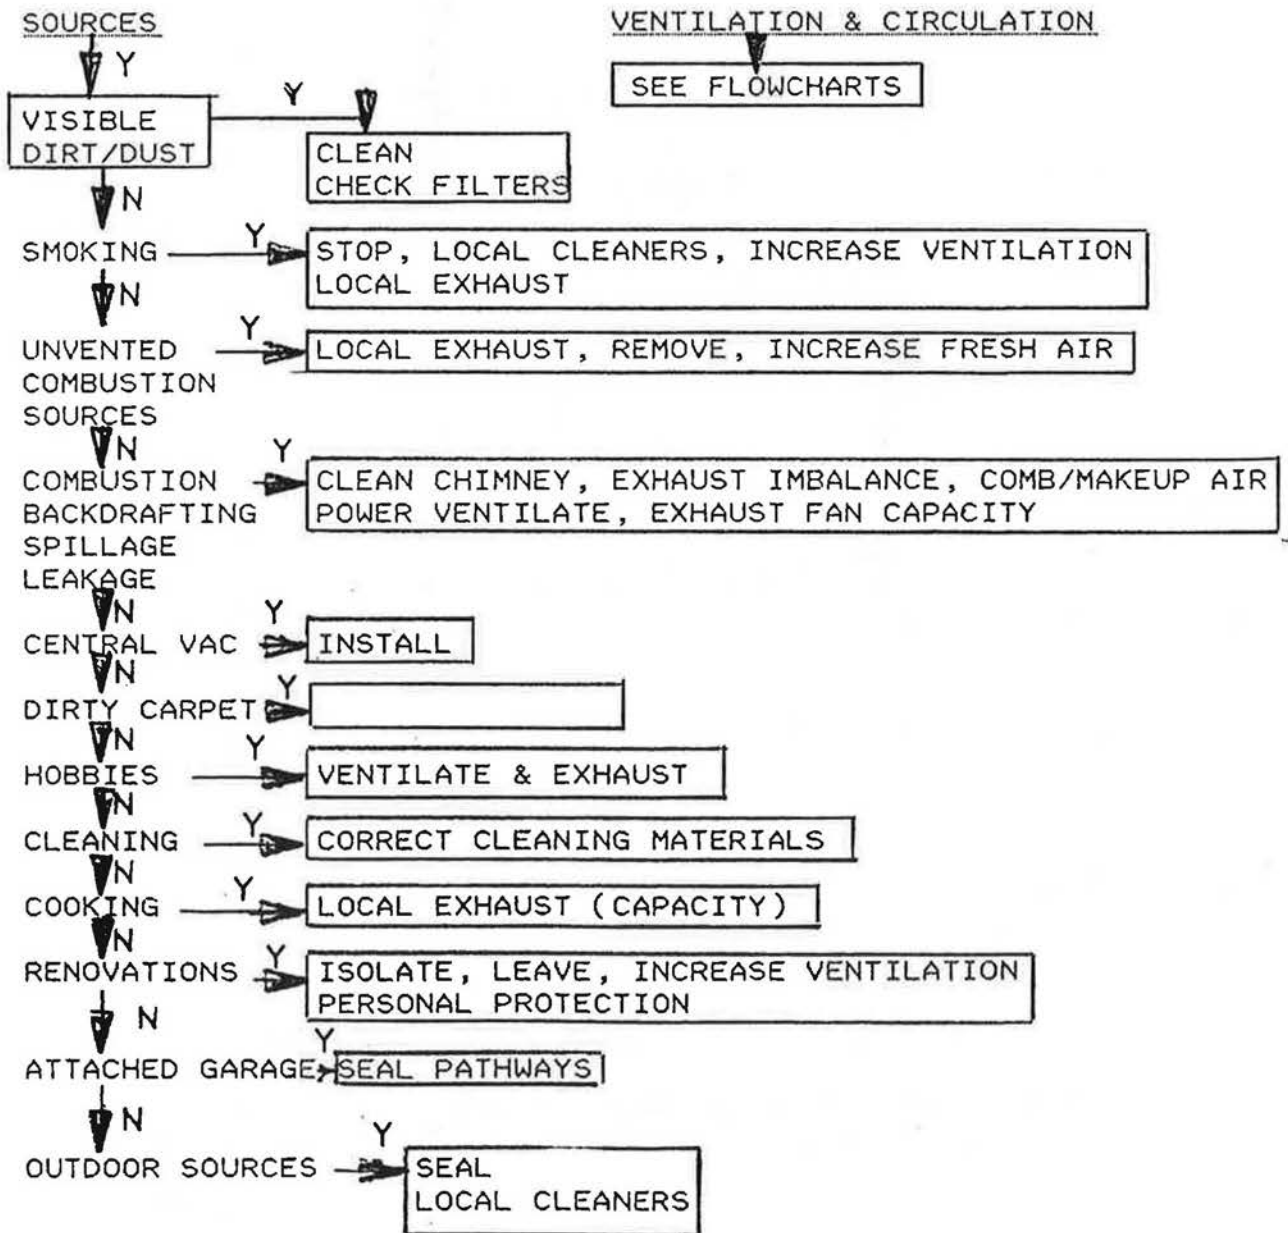 SOURCES
VENTILATION & CIRCULATION
Y
SEE FLOWCHARTS
Y
VISIBLE
DIRT/DUST
CLEAN
CHECK FILTERS
N
SMOKING
Y
STOP, LOCAL CLEANERS, INCREASE VENTILATION
LOCAL EXHAUST
N
UNVENTED
COMBUSTION
SOURCES
Y
LOCAL EXHAUST, REMOVE, INCREASE FRESH AIR
N
COMBUSTION
BACKDRAFTING
SPILLAGE
LEAKAGE
Y
CLEAN CHIMNEY, EXHAUST IMBALANCE, COMB/MAKEUP AIR
POWER VENTILATE, EXHAUST FAN CAPACITY
N
CENTRAL VAC
Y
INSTALL
N
DIRTY CARPET
Y
N
HOBBIES
Y
VENTILATE & EXHAUST
N
CLEANING
Y
CORRECT CLEANING MATERIALS
N
COOKING
Y
LOCAL EXHAUST (CAPACITY)
N
RENOVATIONS
Y
ISOLATE, LEAVE, INCREASE VENTILATION
PERSONAL PROTECTION
N
ATTACHED GARAGE
Y
SEAL PATHWAYS
N
OUTDOOR SOURCES
Y
SEAL
LOCAL CLEANERS